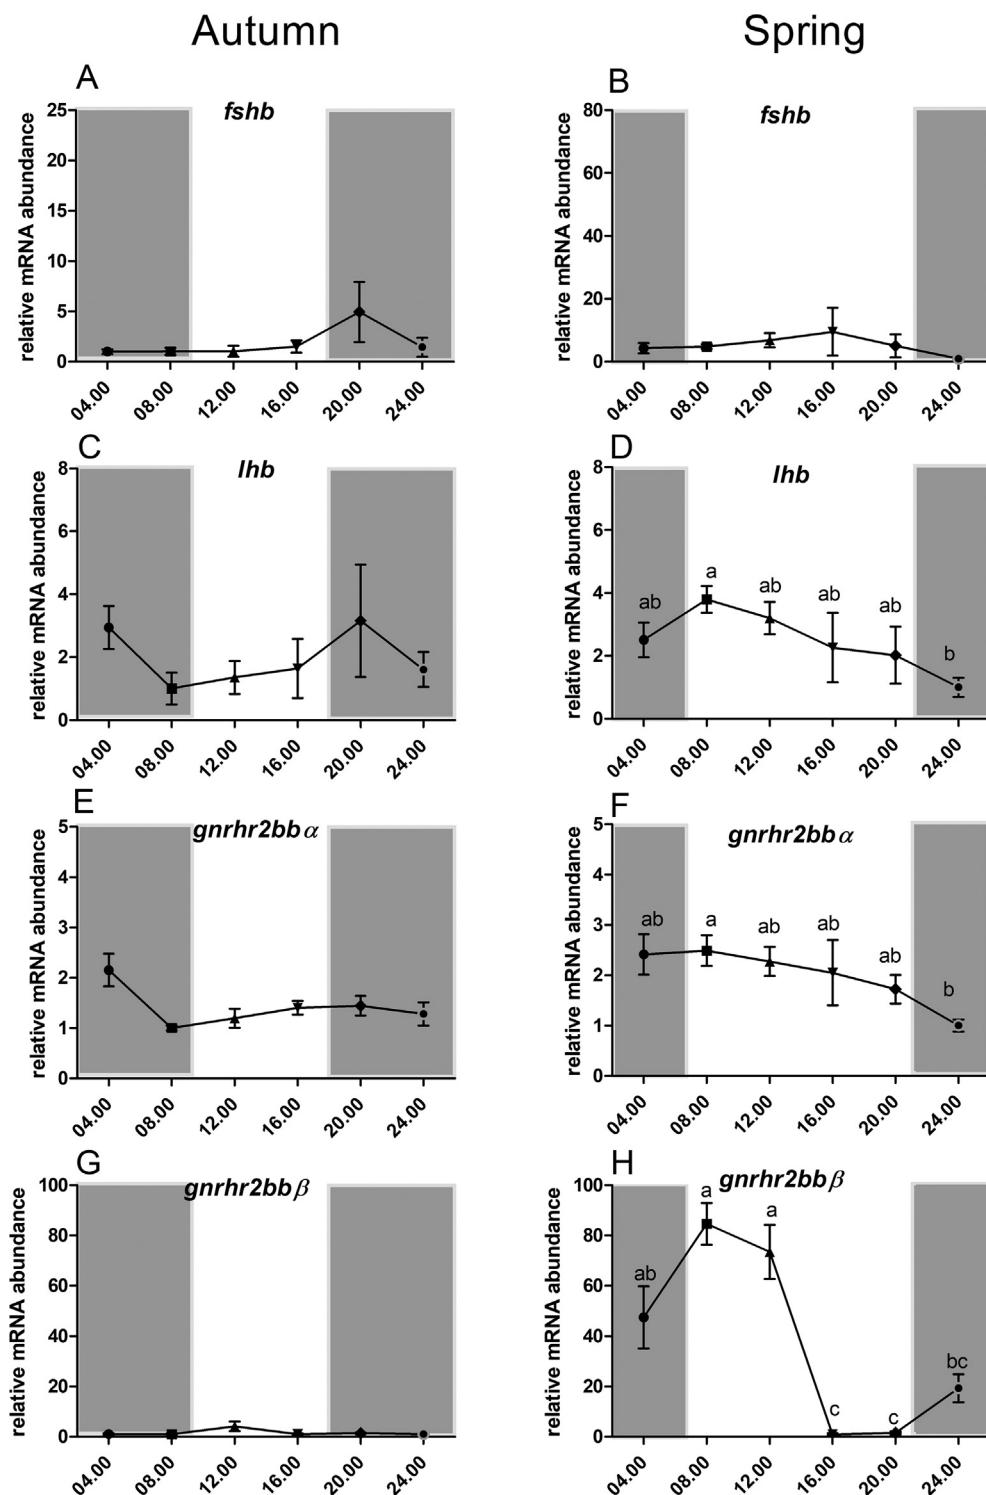 Autumn
Spring
A
fshb
25
20
15
10
5
0
relative mRNA abundance
04.00
08.00
12.00
16.00
20.00
24.00
B
fshb
80
60
40
20
0
relative mRNA abundance
04.00
08.00
12.00
16.00
20.00
24.00
C
lhb
8
6
4
2
0
relative mRNA abundance
04.00
08.00
12.00
16.00
20.00
24.00
D
lhb
8
6
4
2
0
relative mRNA abundance
ab
a
ab
ab
ab
b
04.00
08.00
12.00
16.00
20.00
24.00
E
gnrhr2bbα
5
4
3
2
1
0
relative mRNA abundance
04.00
08.00
12.00
16.00
20.00
24.00
F
gnrhr2bbα
5
4
3
2
1
0
relative mRNA abundance
ab
a
ab
ab
ab
b
04.00
08.00
12.00
16.00
20.00
24.00
G
gnrhr2bbβ
100
80
60
40
20
0
relative mRNA abundance
04.00
08.00
12.00
16.00
20.00
24.00
H
gnrhr2bbβ
100
80
60
40
20
0
relative mRNA abundance
ab
a
a
c
c
bc
04.00
08.00
12.00
16.00
20.00
24.00